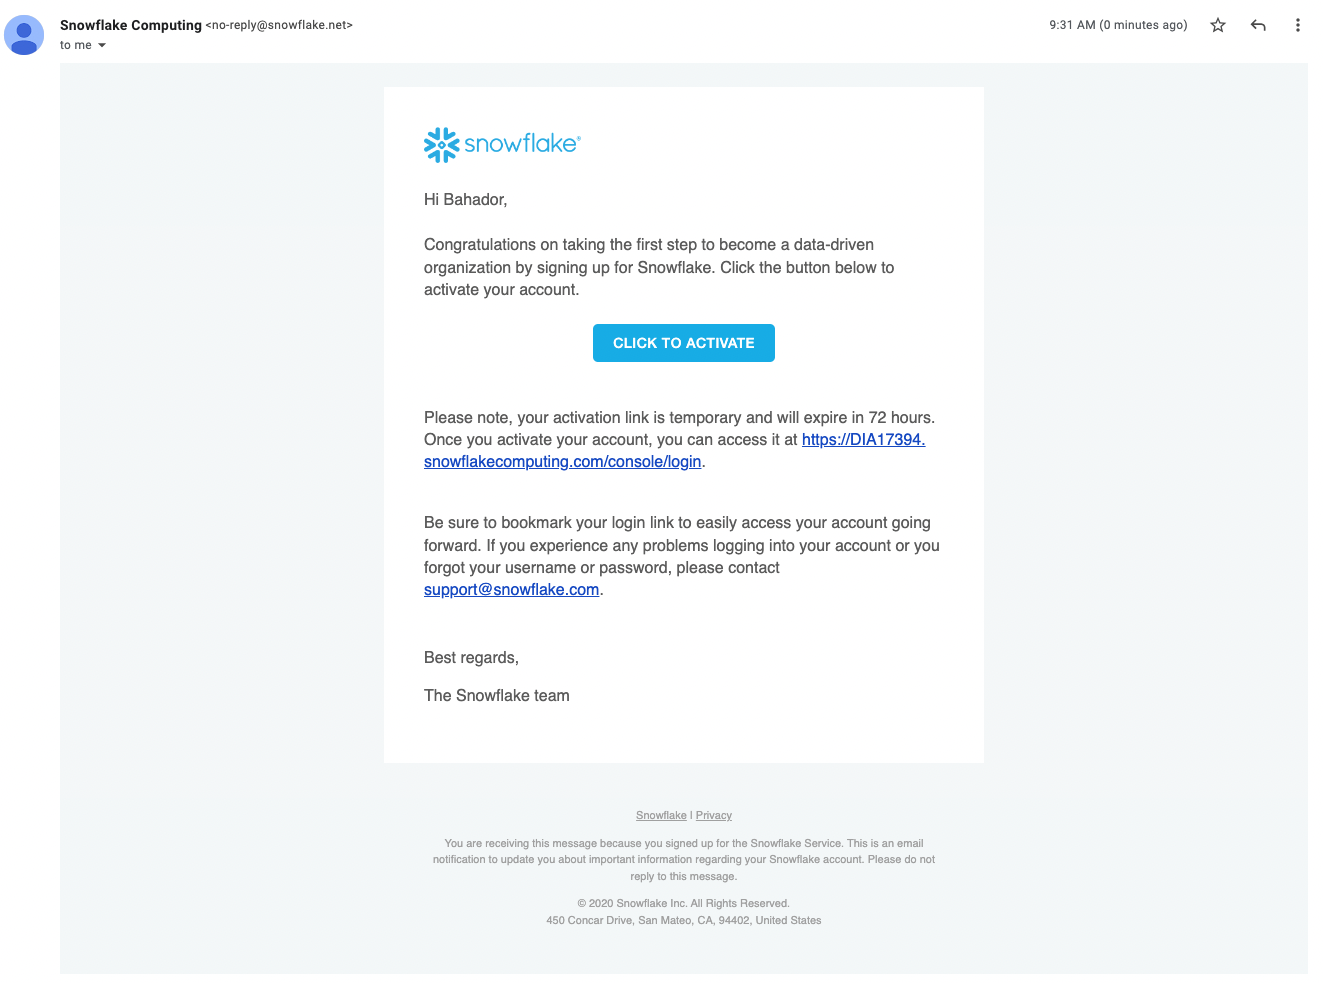 Snowflake Computing <no-reply@snowflake.net>
9:31 AM (0 minutes ago)
to me
snowflake®
Hi Bahador,
Congratulations on taking the first step to become a data-driven
organization by signing up for Snowflake. Click the button below to
activate your account.
CLICK TO ACTIVATE
Please note, your activation link is temporary and will expire in 72 hours.
Once you activate your account, you can access it at https://DIA17394.
snowflakecomputing.com/console/login.
Be sure to bookmark your login link to easily access your account going
forward. If you experience any problems logging into your account or you
forgot your username or password, please contact
support@snowflake.com.
Best regards,
The Snowflake team
Snowflake | Privacy
You are receiving this message because you signed up for the Snowflake Service. This is an email
notification to update you about important information regarding your Snowflake account. Please do not
reply to this message.
© 2020 Snowflake Inc. All Rights Reserved.
450 Concar Drive, San Mateo, CA, 94402, United States